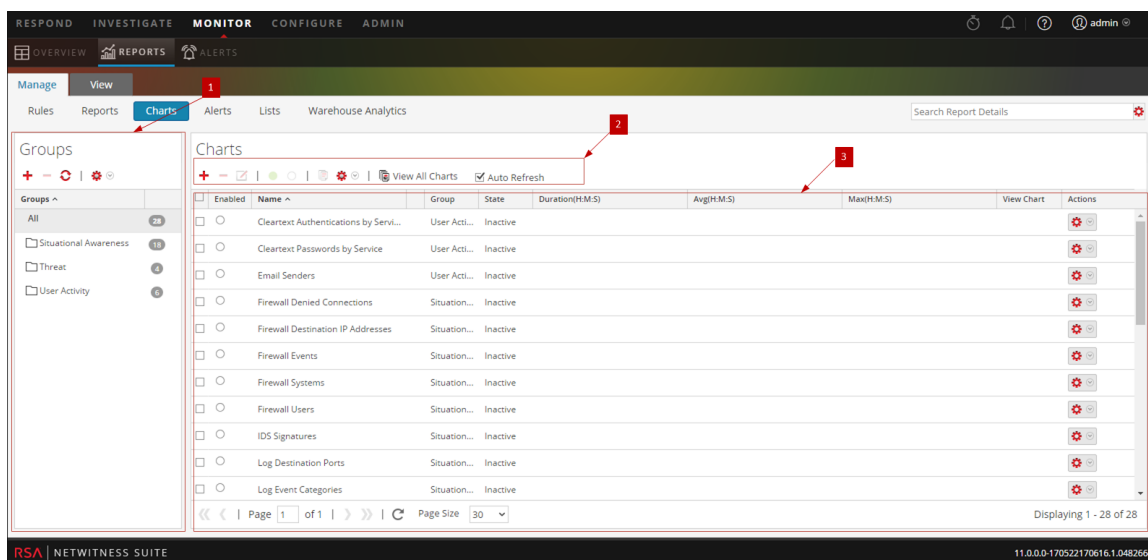 RESPOND INVESTIGATE MONITOR CONFIGURE ADMIN admin
OVERVIEW REPORTS ALERTS
Manage View
1
Rules Reports Charts Alerts Lists Warehouse Analytics Search Report Details
2
3
Groups
Groups
All 28
Situational Awareness 18
Threat 4
User Activity 6
Charts
View All Charts Auto Refresh
Enabled Name Group State Duration(H:M:S) Avg(H:M:S) Max(H:M:S) View Chart Actions
Cleartext Authentications by Servi... User Acti... Inactive
Cleartext Passwords by Service User Acti... Inactive
Email Senders User Acti... Inactive
Firewall Denied Connections Situation... Inactive
Firewall Destination IP Addresses Situation... Inactive
Firewall Events Situation... Inactive
Firewall Systems Situation... Inactive
Firewall Users Situation... Inactive
IDS Signatures Situation... Inactive
Log Destination Ports Situation... Inactive
Log Event Categories Situation... Inactive
Page 1 of 1 Page Size 30 Displaying 1 - 28 of 28
RSA NETWITNESS SUITE 11.0.0.0-170522170616.1.048266